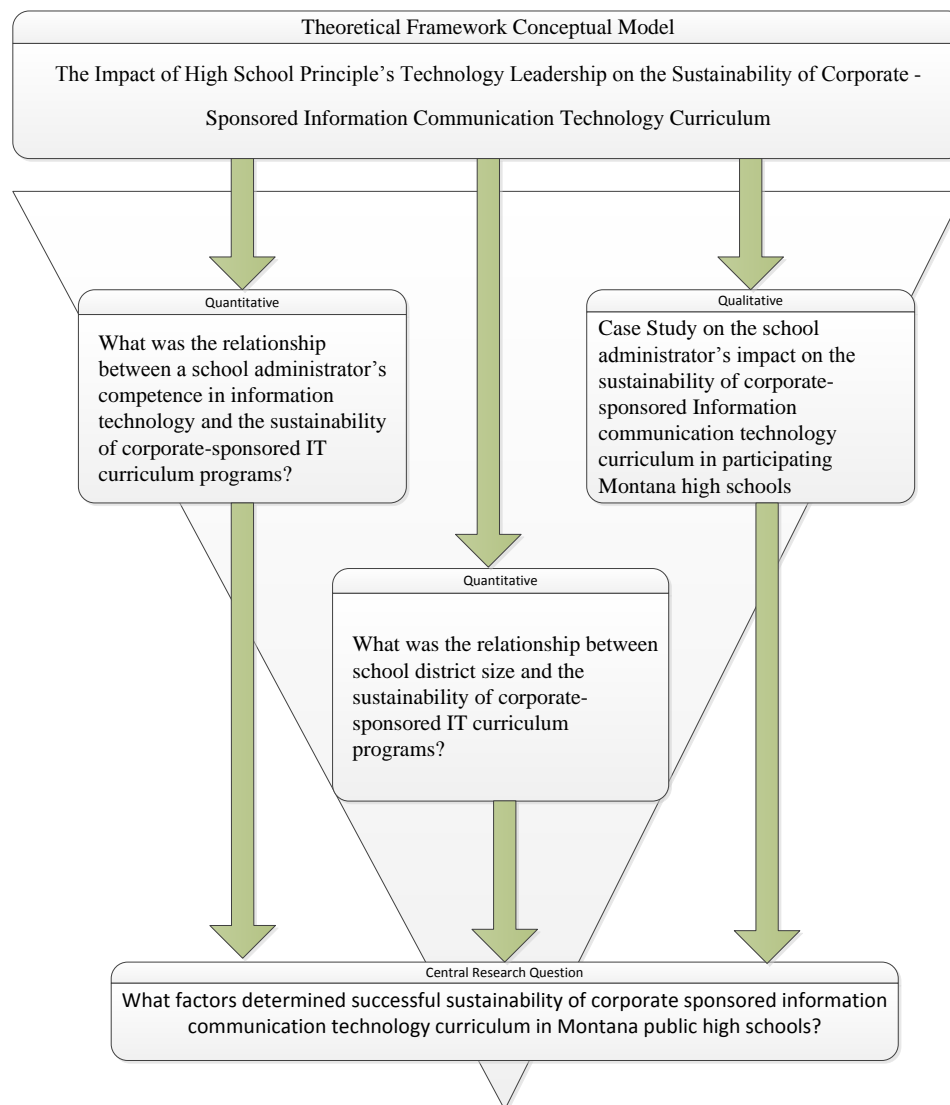 Theoretical Framework Conceptual Model
The Impact of High School Principle’s Technology Leadership on the Sustainability of Corporate -
Sponsored Information Communication Technology Curriculum
Quantitative
What was the relationship
between a school administrator’s
competence in information
technology and the sustainability
of corporate-sponsored IT
curriculum programs?
Qualitative
Case Study on the school
administrator’s impact on the
sustainability of corporate-
sponsored Information
communication technology
curriculum in participating
Montana high schools
Quantitative
What was the relationship between
school district size and the
sustainability of corporate-
sponsored IT curriculum
programs?
Central Research Question
What factors determined successful sustainability of corporate sponsored information
communication technology curriculum in Montana public high schools?